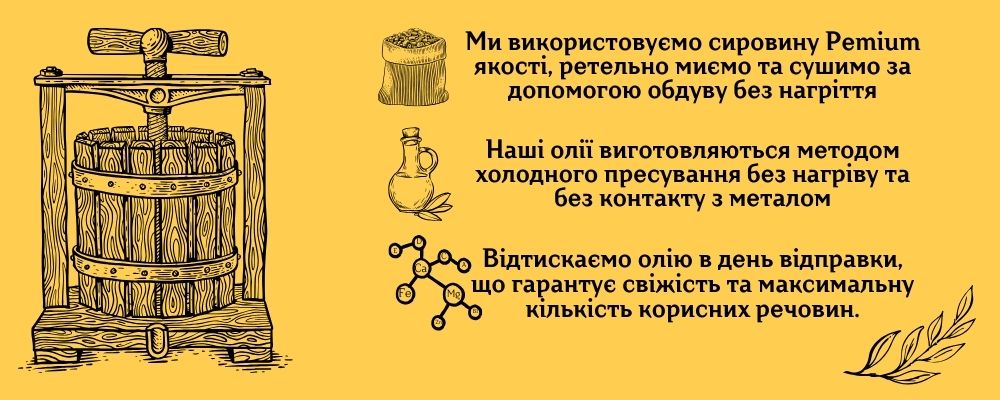 Ми використовуємо сировину Pemium
якості, ретельно миємо та сушимо за
допомогою обдуву без нагріття
Наші олії виготовляються методом
холодного пресування без нагріву та
без контакту з металом
Відтискаємо олію в день відправки,
що гарантує свіжість та максимальну
кількість корисних речовин.
Ca
Fe
Mg